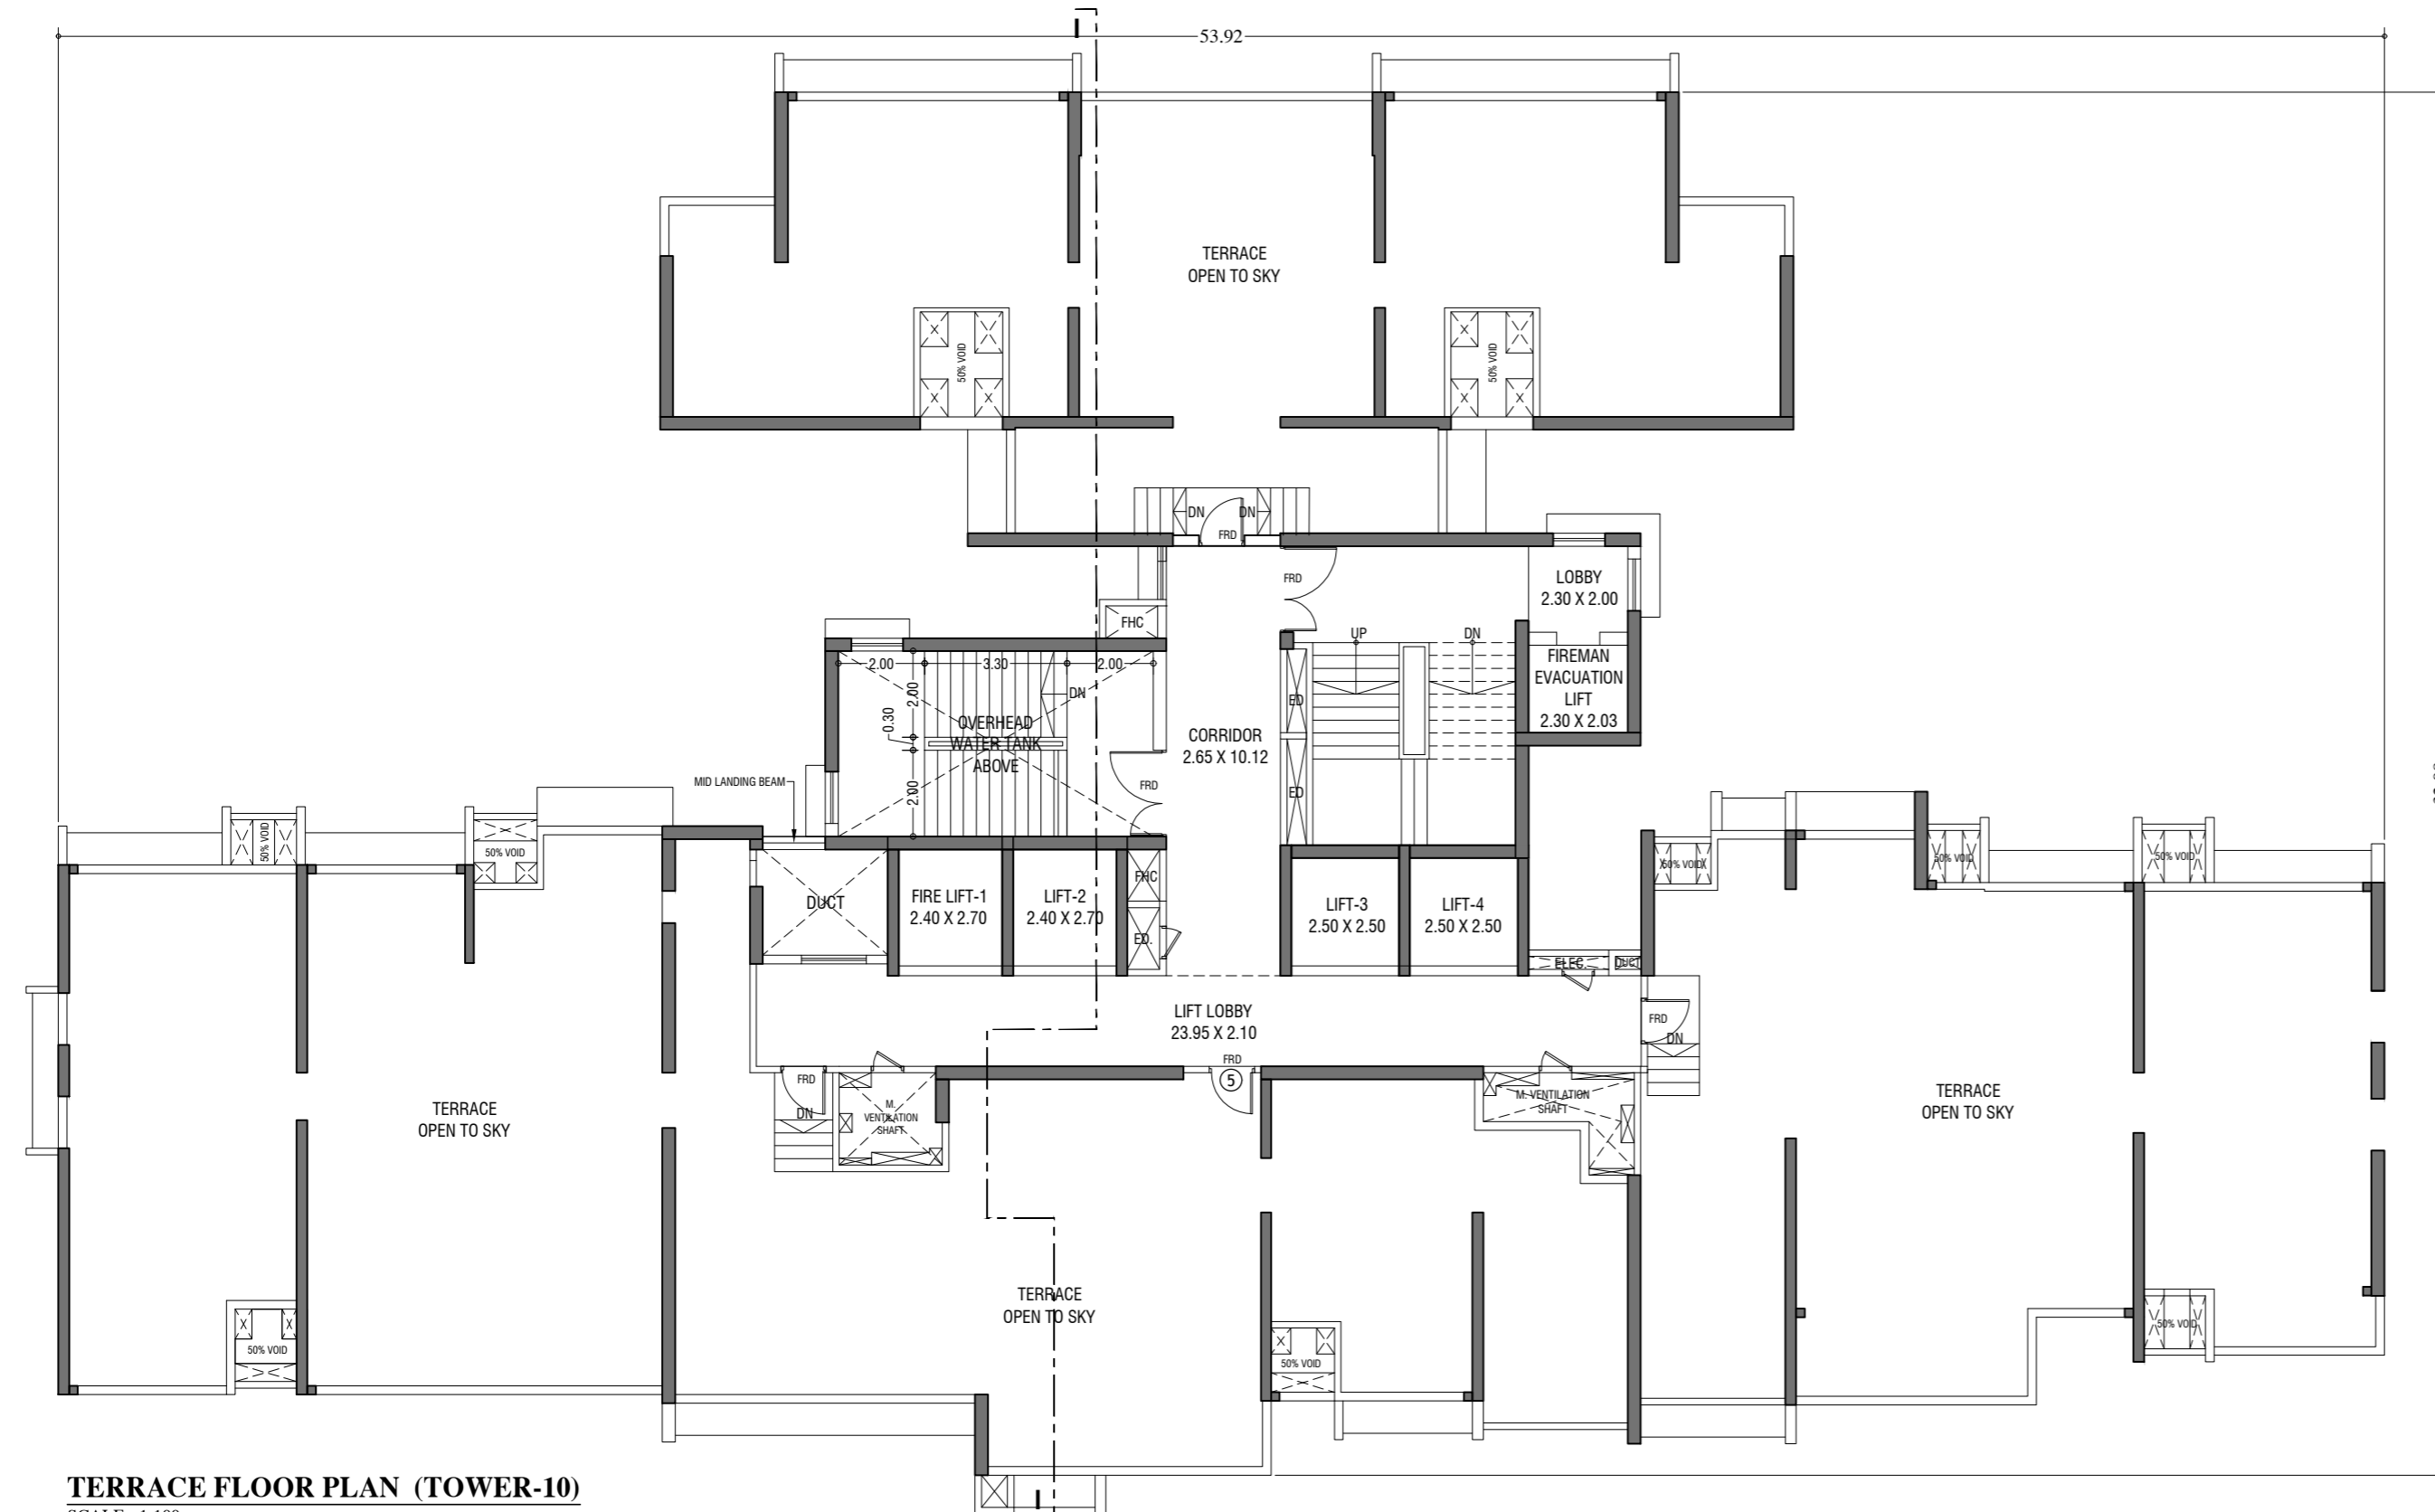 53.92
TERRACE
OPEN TO SKY
50% VOID
50% VOID
DN
DN
FRD
FRD
LOBBY
2.30 X 2.00
FHC
UP
DN
FIREMAN
EVACUATION
LIFT
2.30 X 2.03
2.00
3.30
2.00
2.00
DN
ED
0.30
OVERHEAD
WATER TANK
ABOVE
CORRIDOR
2.65 X 10.12
MID LANDING BEAM
2.00
FRD
ED
50% VOID
50% VOID
50% VOID
50% VOID
50% VOID
DUCT
FIRE LIFT-1
2.40 X 2.70
LIFT-2
2.40 X 2.70
FHC
ED.
LIFT-3
2.50 X 2.50
LIFT-4
2.50 X 2.50
ELEC.
DUCT
LIFT LOBBY
23.95 X 2.10
FRD
DN
FRD
5
FRD
DN
M.
VENTILATION
SHAFT
M. VENTILATION
SHAFT
TERRACE
OPEN TO SKY
TERRACE
OPEN TO SKY
TERRACE
OPEN TO SKY
50% VOID
50% VOID
50% VOID
TERRACE FLOOR PLAN (TOWER-10)